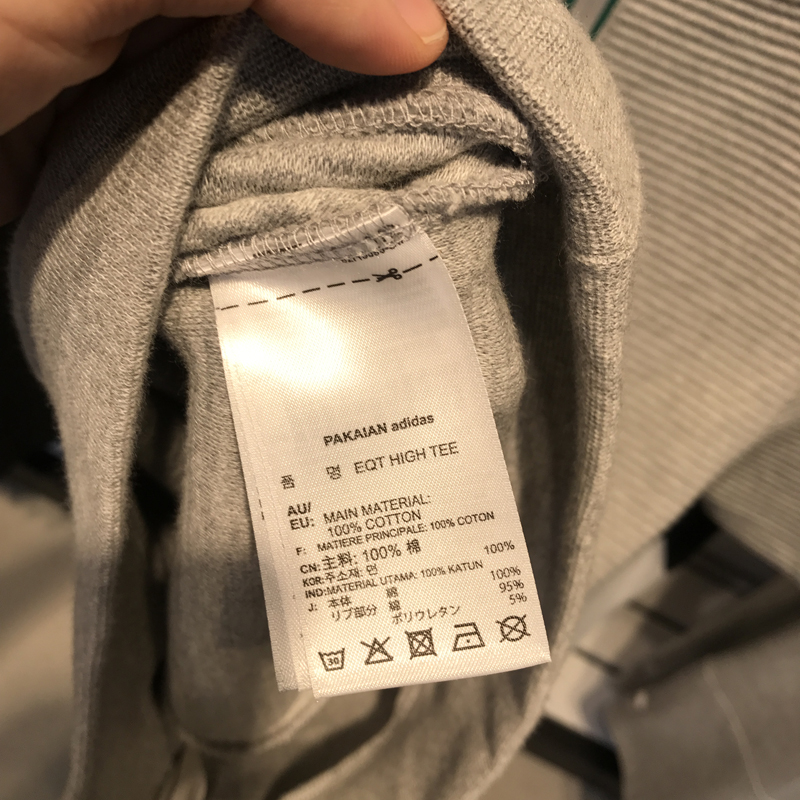 PAKAIAN adidas
품 명 EQT HIGH TEE
AU/ EU: MAIN MATERIAL:
100% COTTON
F: MATIERE PRINCIPALE: 100% COTON
CN: 主料: 100% 棉
KOR: 주소재: 면 100%
IND: MATERIAL UTAMA: 100% KATUN
J: 本体 綿 100%
リブ部分 綿 95%
ポリウレタン 5%
30